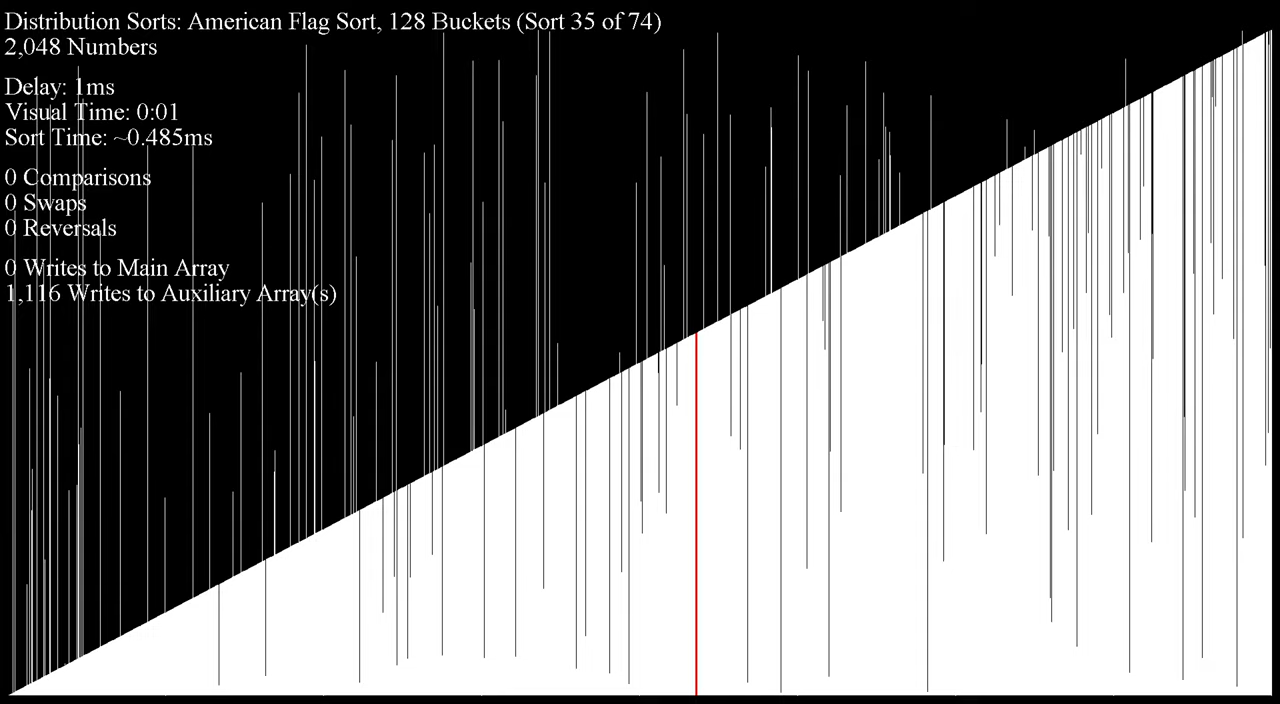 Distribution Sorts: American Flag Sort, 128 Buckets (Sort 35 of 74)
2,048 Numbers
Delay: 1ms
Visual Time: 0:01
Sort Time: ~0.485ms
0 Comparisons
0 Swaps
0 Reversals
0 Writes to Main Array
1,116 Writes to Auxiliary Array(s)